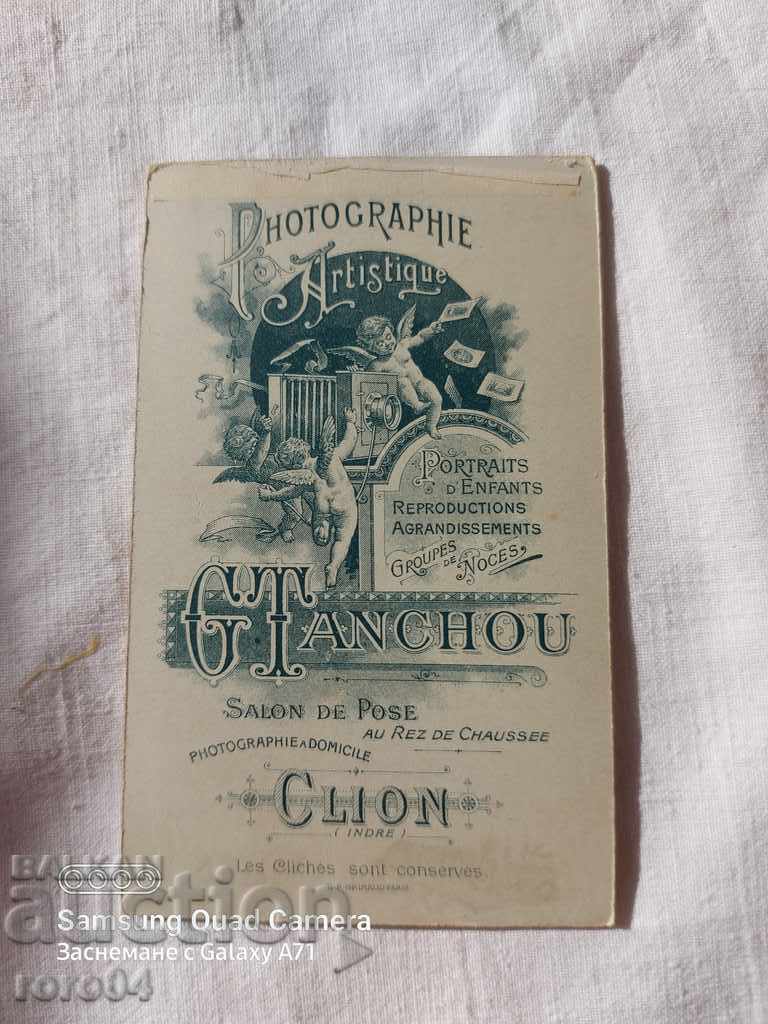 PHOTOGRAPHIE
Artistique
PORTRAITS
D'ENFANTS
REPRODUCTIONS
AGRANDISSEMENTS
GROUPES DE NOCES
G TANCHOU
SALON DE POSE
AU REZ DE CHAUSSEE
PHOTOGRAPHIE A DOMICILE
CLION
( INDRE )
Les Clichés sont conservés.
BALKAN
auction
Samsung Quad Camera
Заснемане с Galaxy A71
roro04